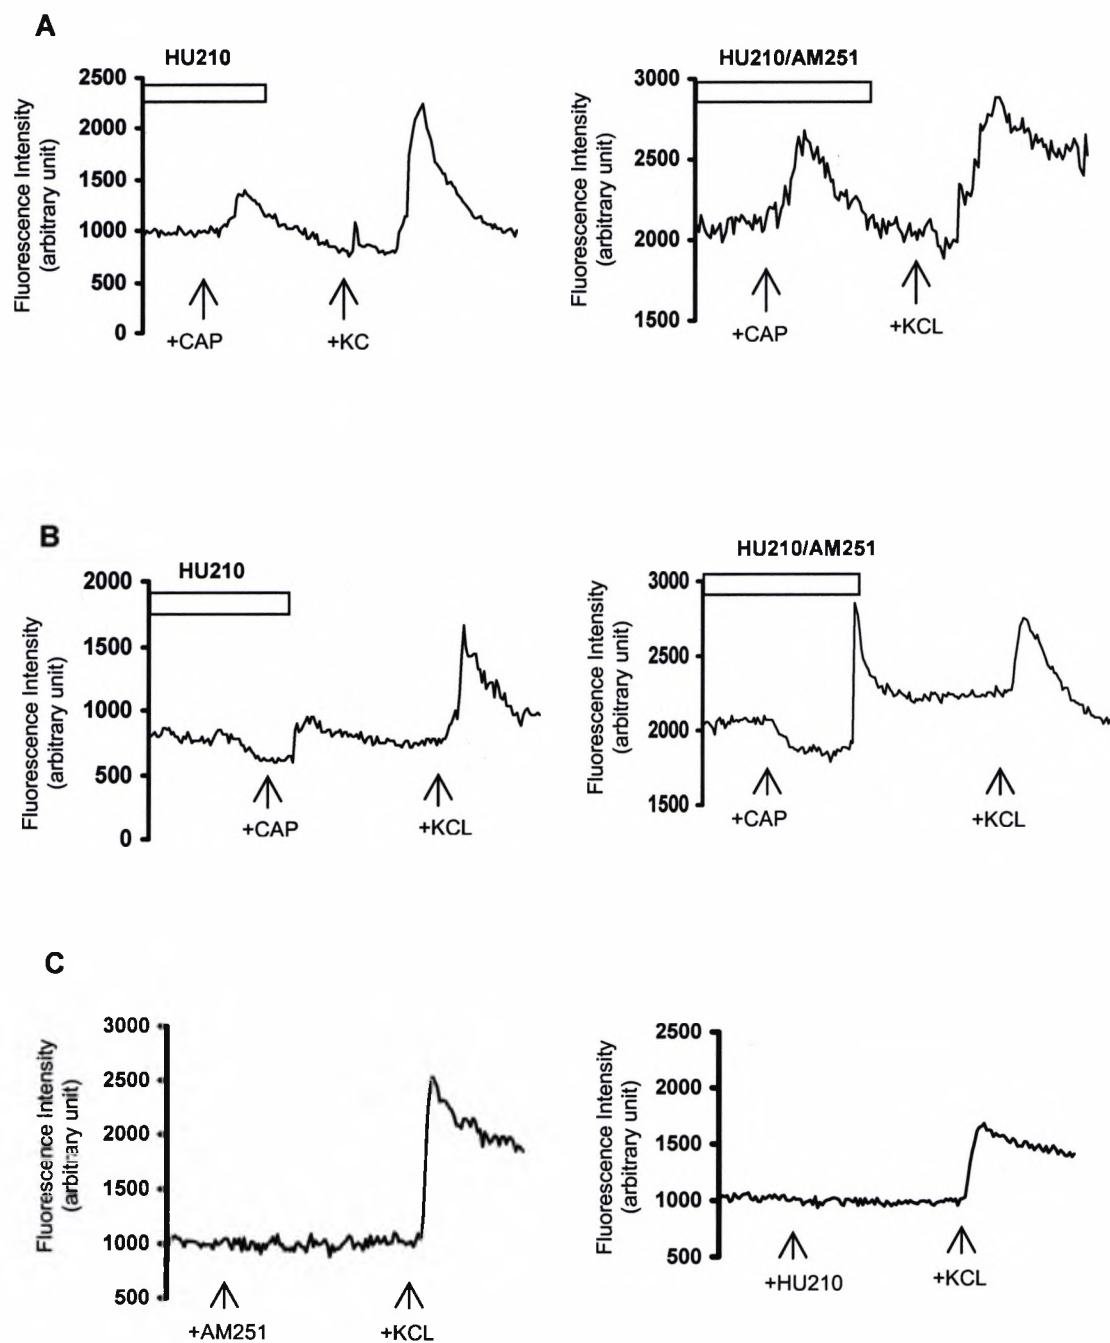 A
HU210
2500
2000
1500
1000
500
0
Fluorescence Intensity
(arbitrary unit)
+CAP
+KC
HU210/AM251
3000
2500
2000
1500
Fluorescence Intensity
(arbitrary unit)
+CAP
+KCL
B
HU210
2000
1500
1000
500
0
Fluorescence Intensity
(arbitrary unit)
+CAP
+KCL
HU210/AM251
3000
2500
2000
1500
Fluorescence Intensity
(arbitrary unit)
+CAP
+KCL
C
3000
2500
2000
1500
1000
500
Fluorescence Intensity
(arbitrary unit)
+AM251
+KCL
2500
2000
1500
1000
500
Fluorescence Intensity
(arbitrary unit)
+HU210
+KCL